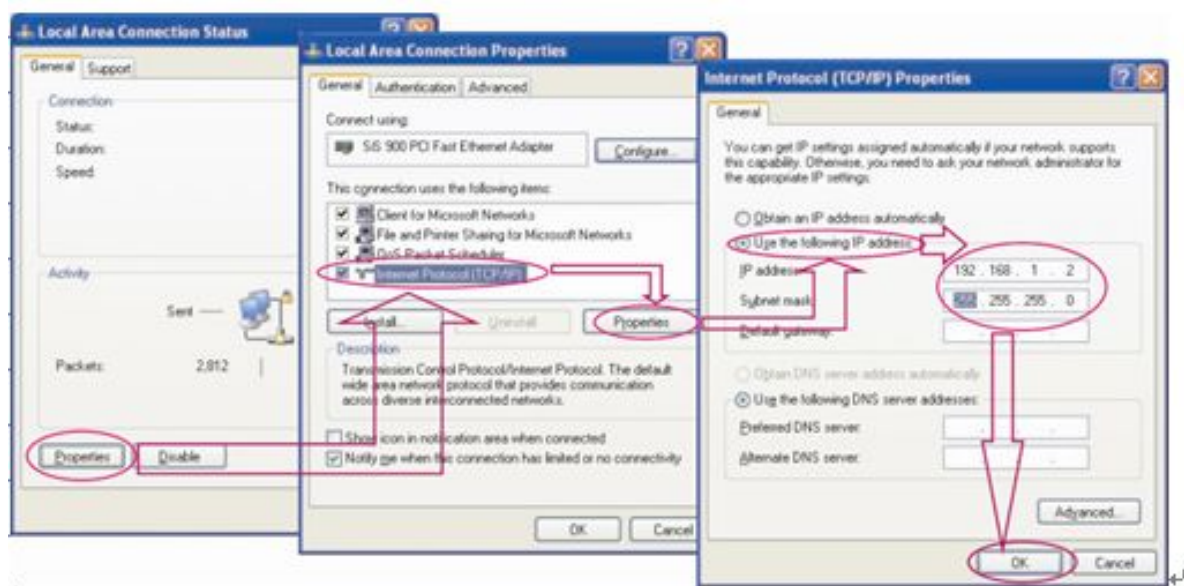 Local Area Connection Status
General Support
Connection
Status:
Duration:
Speed:
Activity
Sent
Packets: 2,812
Properties Disable
Local Area Connection Properties
General Authentication Advanced
Connect using:
SiS 900 PCI Fast Ethernet Adapter
Configure...
This connection uses the following items:
Client for Microsoft Networks
File and Printer Sharing for Microsoft Networks
QoS Packet Scheduler
Internet Protocol (TCP/IP)
Install... Uninstall Properties
Description
Transmission Control Protocol/Internet Protocol. The default
wide area network protocol that provides communication
across diverse interconnected networks.
Show icon in notification area when connected
Notify me when this connection has limited or no connectivity
OK Cancel
Internet Protocol (TCP/IP) Properties
General
You can get IP settings assigned automatically if your network supports
this capability. Otherwise, you need to ask your network administrator for
the appropriate IP settings.
Obtain an IP address automatically
Use the following IP address:
IP address: 192 . 168 . 1 . 2
Subnet mask: 255 . 255 . 255 . 0
Default gateway:
Obtain DNS server address automatically
Use the following DNS server addresses:
Preferred DNS server:
Alternate DNS server:
Advanced...
OK Cancel